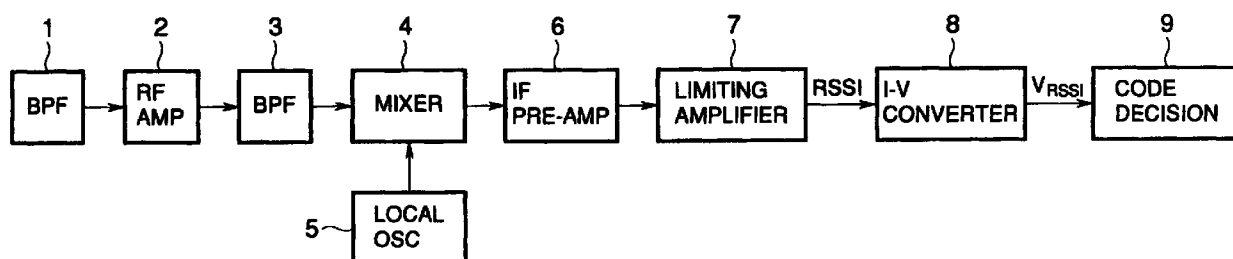 1
2
3
4
6
7
8
9
BPF
RF
AMP
BPF
MIXER
IF
PRE-AMP
LIMITING
AMPLIFIER
RSSI
I-V
CONVERTER
VRSSI
CODE
DECISION
5
LOCAL
OSC